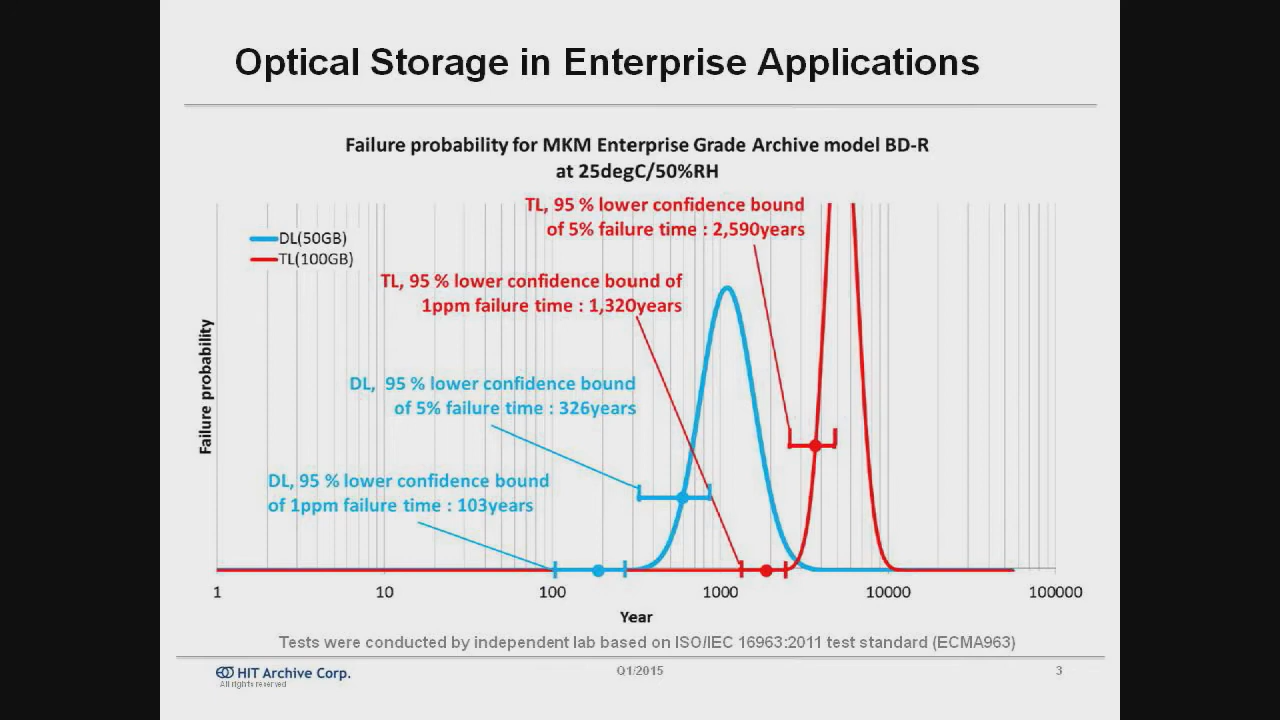 Optical Storage in Enterprise Applications
Failure probability for MKM Enterprise Grade Archive model BD-R
at 25degC/50%RH
TL, 95 % lower confidence bound
of 5% failure time : 2,590years
DL(50GB)
TL(100GB)
TL, 95 % lower confidence bound of
1ppm failure time : 1,320years
DL, 95 % lower confidence bound
of 5% failure time : 326years
DL, 95 % lower confidence bound
of 1ppm failure time : 103years
Failure probability
1 10 100 1000 10000 100000
Year
Tests were conducted by independent lab based on ISO/IEC 16963:2011 test standard (ECMA963)
HIT Archive Corp.
All rights reserved
Q1/2015
3